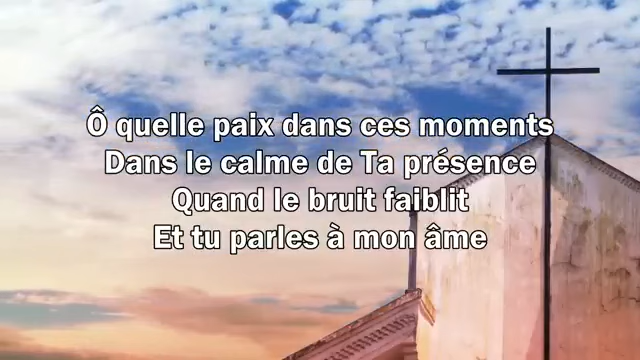 Ô quelle paix dans ces moments
Dans le calme de Ta présence
Quand le bruit faiblit
Et tu parles à mon âme